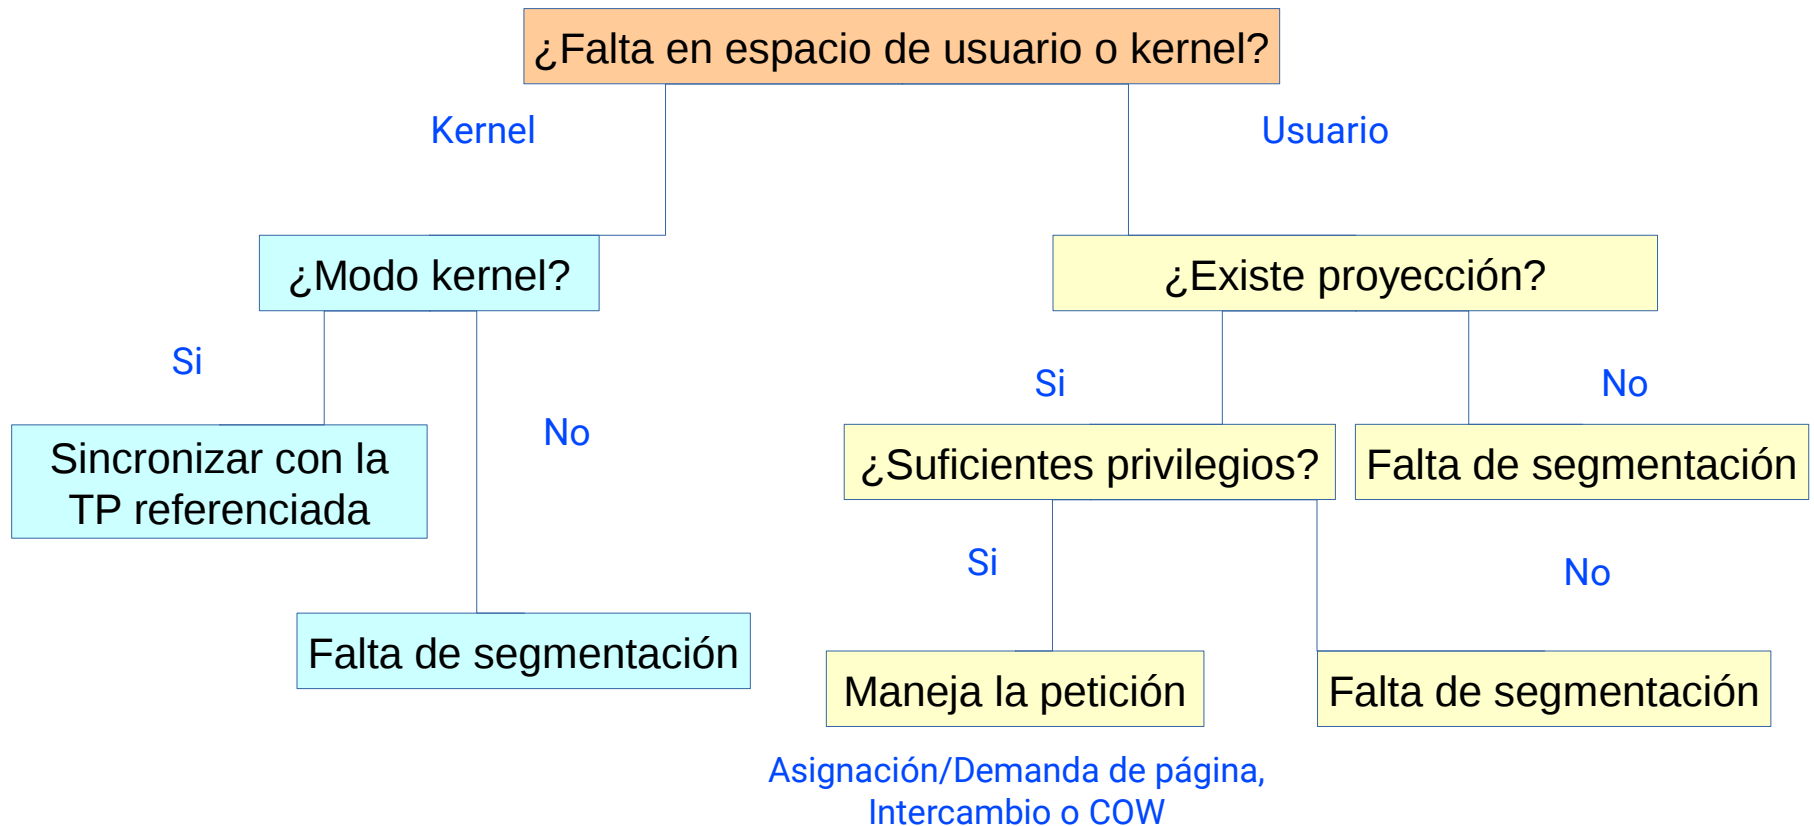 ¿Falta en espacio de usuario o kernel?
Kernel
Usuario
¿Modo kernel?
¿Existe proyección?
Si
No
Si
No
Sincronizar con la
TP referenciada
¿Suficientes privilegios?
Falta de segmentación
Si
No
Falta de segmentación
Maneja la petición
Falta de segmentación
Asignación/Demanda de página,
Intercambio o COW